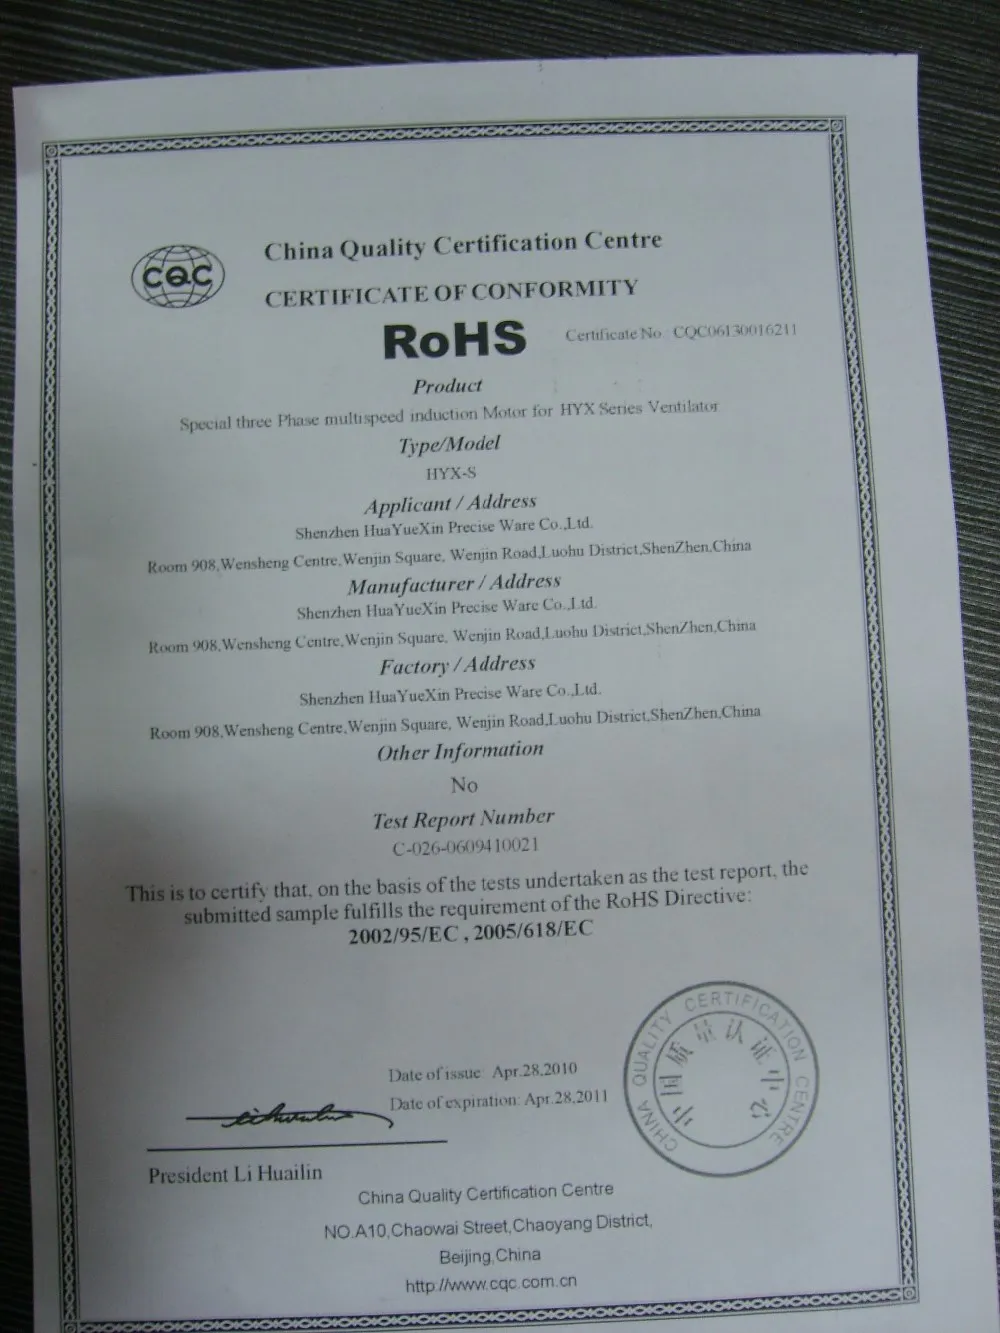 CQC
China Quality Certification Centre
CERTIFICATE OF CONFORMITY
RoHS
Certificate No. CQC06130016211
Product
Special three Phase multispeed induction Motor for HYX Series Ventilator
Type/Model
HYX-S
Applicant / Address
Shenzhen HuaYueXin Precise Ware Co.,Ltd.
Room 908,Wensheng Centre,Wenjin Square, Wenjin Road,Luohu District,ShenZhen,China
Manufacturer / Address
Shenzhen HuaYueXin Precise Ware Co.,Ltd.
Room 908,Wensheng Centre,Wenjin Square, Wenjin Road,Luohu District,ShenZhen,China
Factory / Address
Shenzhen HuaYueXin Precise Ware Co.,Ltd.
Room 908,Wensheng Centre,Wenjin Square, Wenjin Road,Luohu District,ShenZhen,China
Other Information
No
Test Report Number
C-026-0609410021
This is to certify that, on the basis of the tests undertaken as the test report, the
submitted sample fulfills the requirement of the RoHS Directive:
2002/95/EC , 2005/618/EC
Date of issue: Apr.28,2010
Date of expiration: Apr.28,2011
CHINA QUALITY CERTIFICATION CENTRE
中国质量认证中心
President Li Huailin
China Quality Certification Centre
NO.A10,Chaowai Street,Chaoyang District,
Beijing,China
http://www.cqc.com.cn